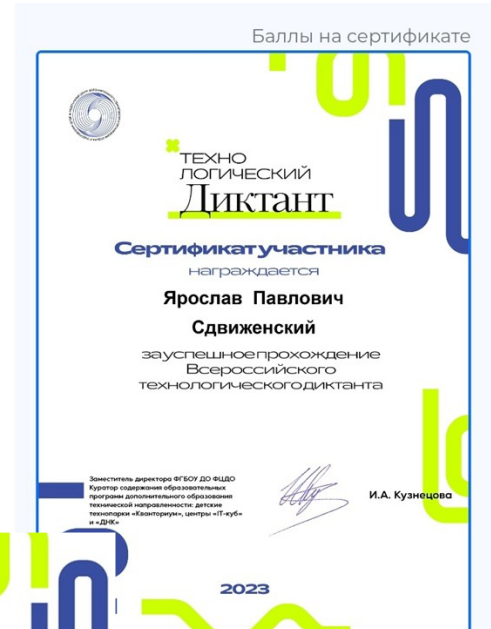 Баллы на сертификате
ТЕХНО
ЛОГИЧЕСКИЙ
Диктант
Сертификат участника
награждается
Ярослав Павлович
Сдвиженский
за успешное прохождение
Всероссийского
технологического диктанта
Заместитель директора ФГБОУ ДО ФЦДО
Куратор содержания образовательных
программ дополнительного образования
технической направленности: детские
технопарки «Кванториум», центры «IT-куб»
и «ДНК»
И.А. Кузнецова
2023